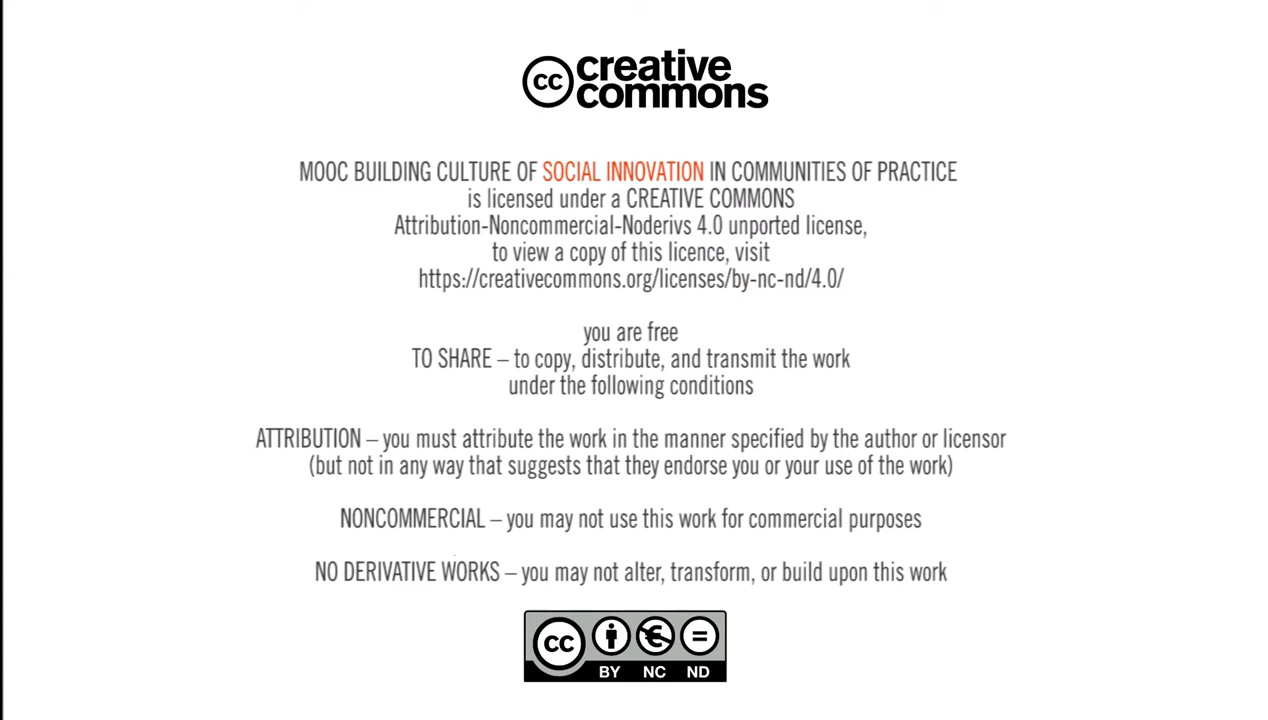 cc creative
commons
MOOC BUILDING CULTURE OF SOCIAL INNOVATION IN COMMUNITIES OF PRACTICE
is licensed under a CREATIVE COMMONS
Attribution-Noncommercial-Noderivs 4.0 unported license,
to view a copy of this licence, visit
https://creativecommons.org/licenses/by-nc-nd/4.0/
you are free
TO SHARE – to copy, distribute, and transmit the work
under the following conditions
ATTRIBUTION – you must attribute the work in the manner specified by the author or licensor
(but not in any way that suggests that they endorse you or your use of the work)
NONCOMMERCIAL – you may not use this work for commercial purposes
NO DERIVATIVE WORKS – you may not alter, transform, or build upon this work
cc € =
BY NC ND